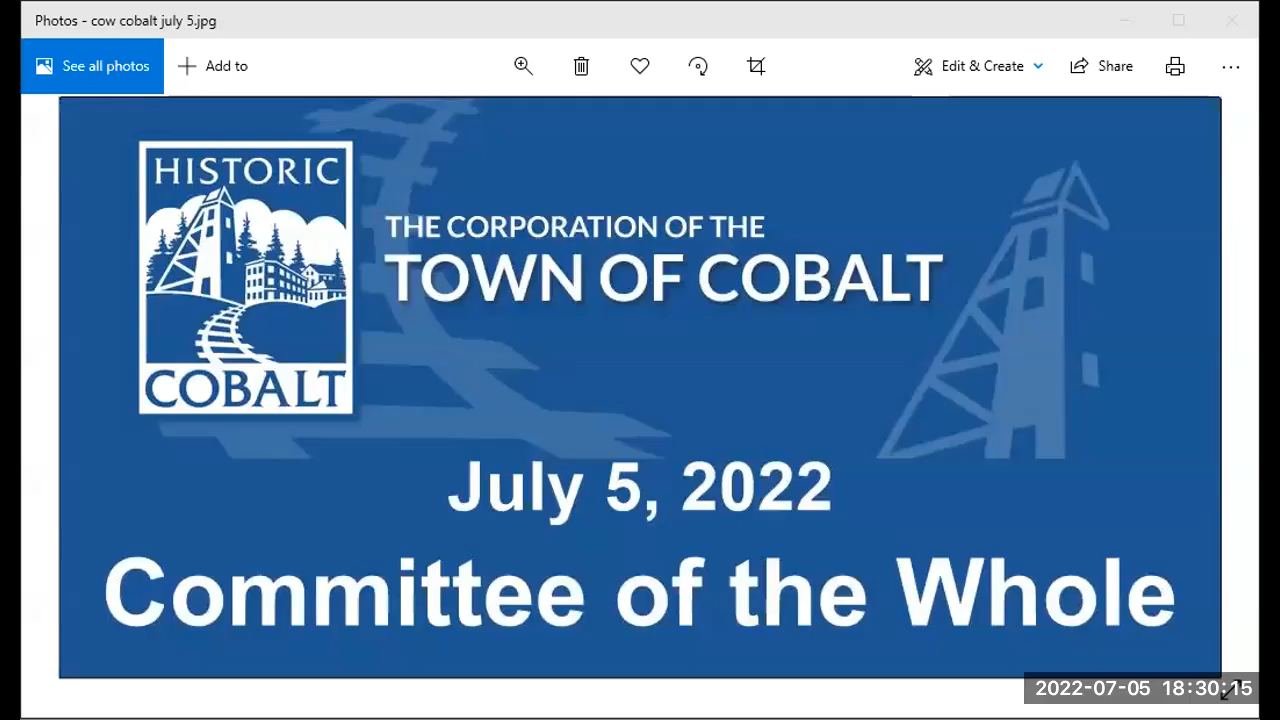 Photos - cow cobalt july 5.jpg
See all photos
Add to
Edit & Create
Share
HISTORIC
COBALT
THE CORPORATION OF THE
TOWN OF COBALT
July 5, 2022
Committee of the Whole
2022-07-05 18:30:15